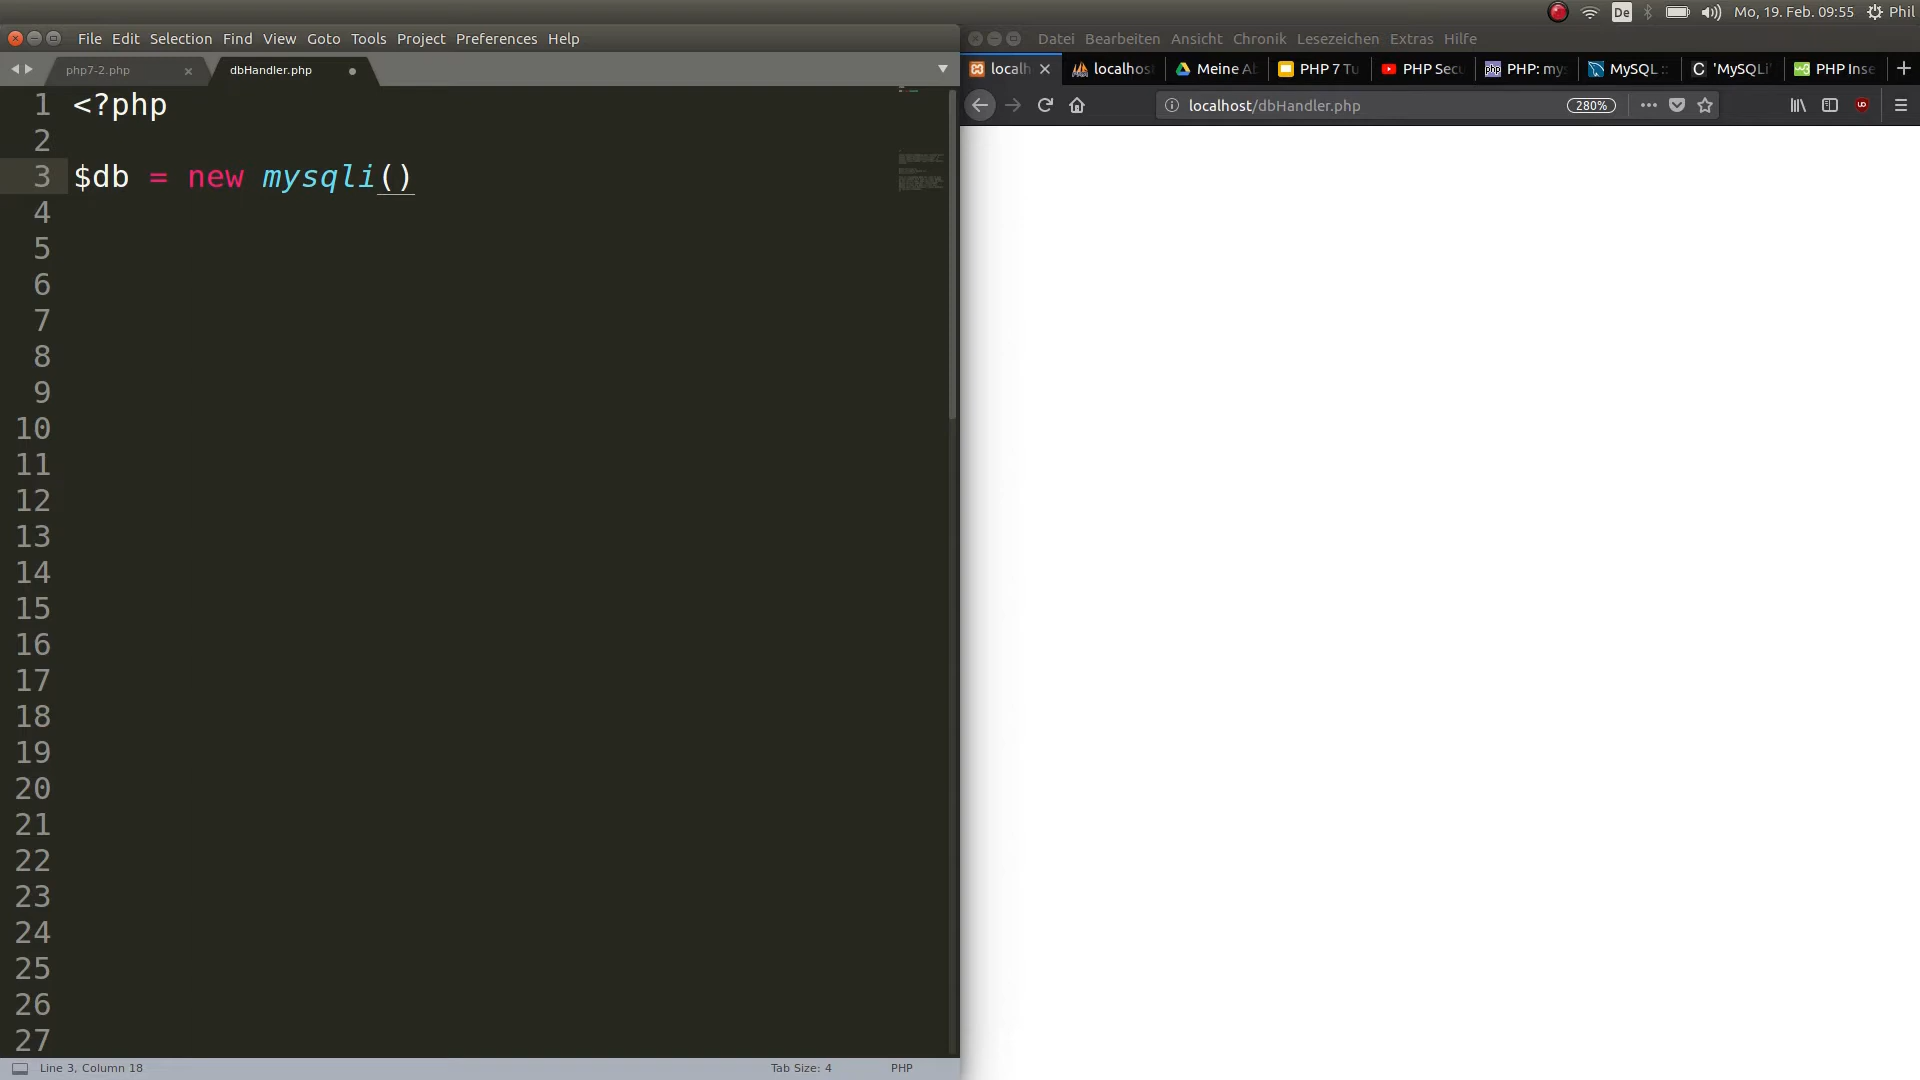 De
Mo, 19. Feb. 09:55
Phil
File Edit Selection Find View Goto Tools Project Preferences Help
Datei Bearbeiten Ansicht Chronik Lesezeichen Extras Hilfe
php7-2.php
dbHandler.php
localh
localhos
Meine A
PHP 7 Tu
PHP Secu
php
PHP: my
MySQL ::
C
'MySQLi'
w3
PHP Inse
localhost/dbHandler.php
280%
1 <?php
2
3 $db = new mysqli()
4
5
6
7
8
9
10
11
12
13
14
15
16
17
18
19
20
21
22
23
24
25
26
27
Line 3, Column 18
Tab Size: 4
PHP